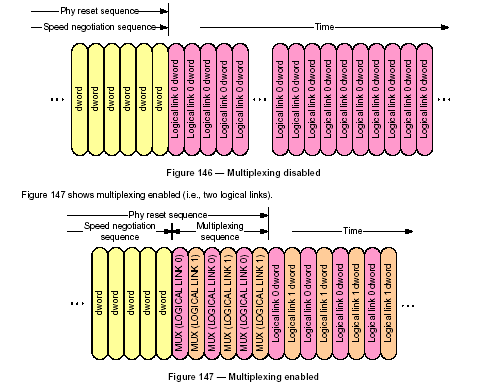 Phy reset sequence
Time
Speed negotiation sequence
dword
dword
dword
dword
dword
dword
Logical link 0 dword
Logical link 0 dword
Logical link 0 dword
Logical link 0 dword
Logical link 0 dword
...
Logical link 0 dword
Logical link 0 dword
Logical link 0 dword
Logical link 0 dword
Logical link 0 dword
Logical link 0 dword
Logical link 0 dword
Logical link 0 dword
Logical link 0 dword
Logical link 0 dword
Figure 146 — Multiplexing disabled
Figure 147 shows multiplexing enabled (i.e., two logical links).
Phy reset sequence
Speed negotiation
sequence
Multiplexing
sequence
Time
dword
dword
dword
dword
dword
MUX (LOGICAL LINK 0)
MUX (LOGICAL LINK 1)
MUX (LOGICAL LINK 0)
MUX (LOGICAL LINK 1)
MUX (LOGICAL LINK 0)
MUX (LOGICAL LINK 1)
Logical link 0 dword
Logical link 1 dword
Logical link 0 dword
Logical link 1 dword
Logical link 0 dword
Logical link 1 dword
Logical link 0 dword
Logical link 1 dword
Figure 147 — Multiplexing enabled